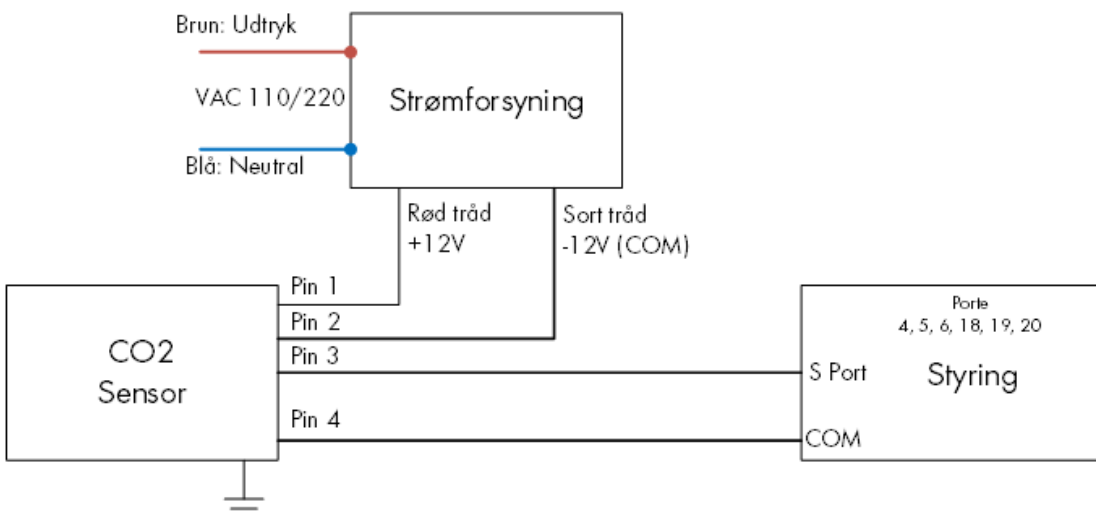 Brun: Udtryk
VAC 110/220
Strømforsyning
Blå: Neutral
Rød tråd
+12V
Sort tråd
-12V (COM)
Pin 1
Pin 2
Pin 3
Pin 4
CO2
Sensor
Porte
4, 5, 6, 18, 19, 20
S Port
Styring
COM